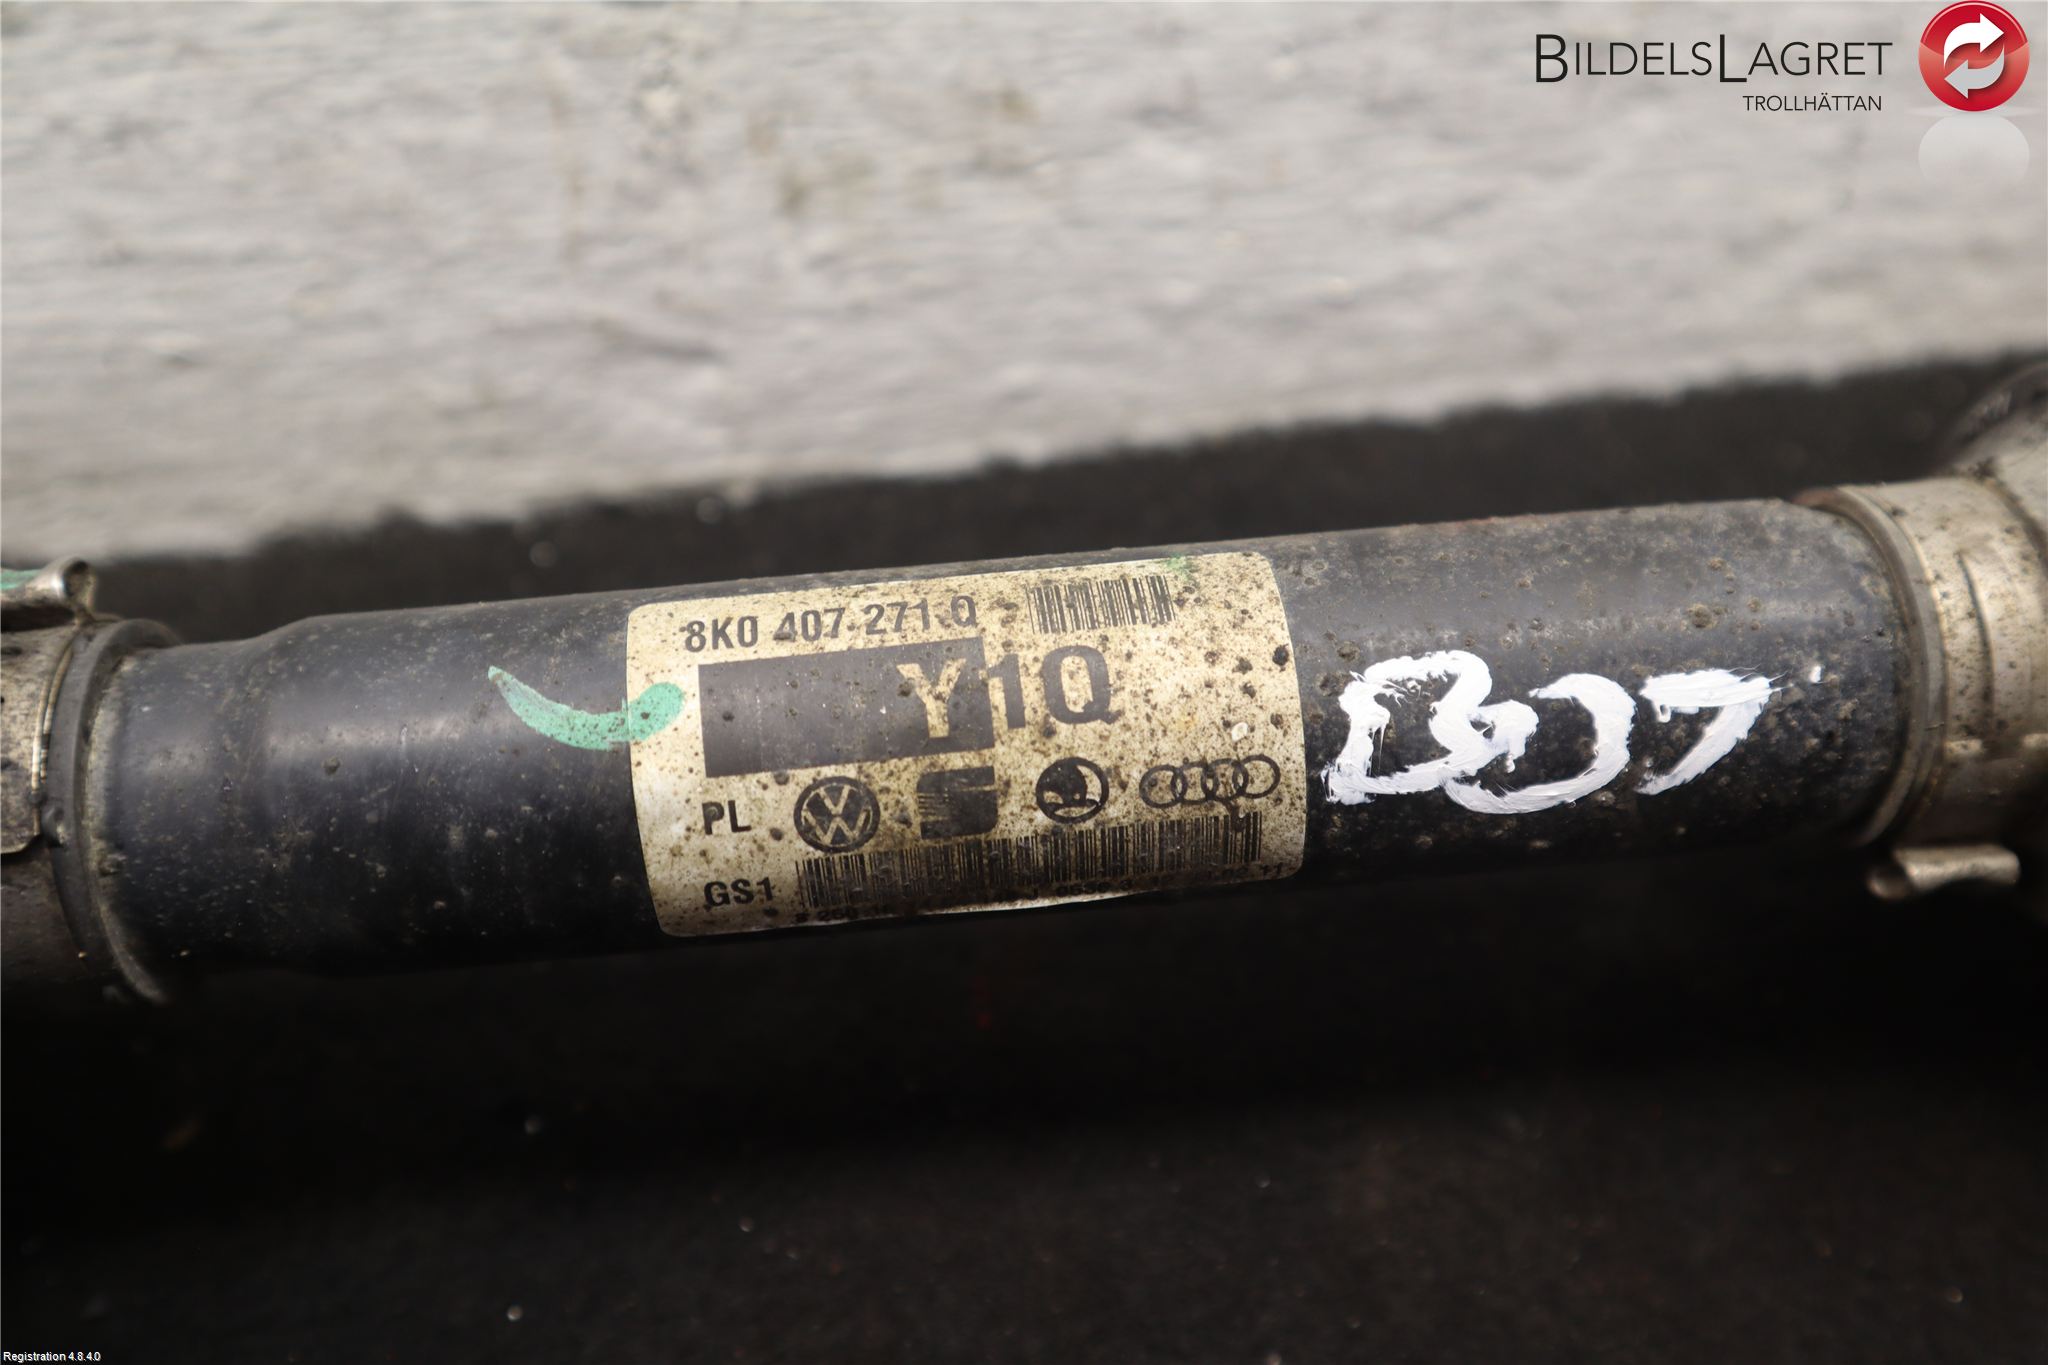 BILDELSLAGRET
TROLLHÄTTAN
8K0 407 271 Q
Y1Q
B07
PL
GS1
Registration 4.8.4.0